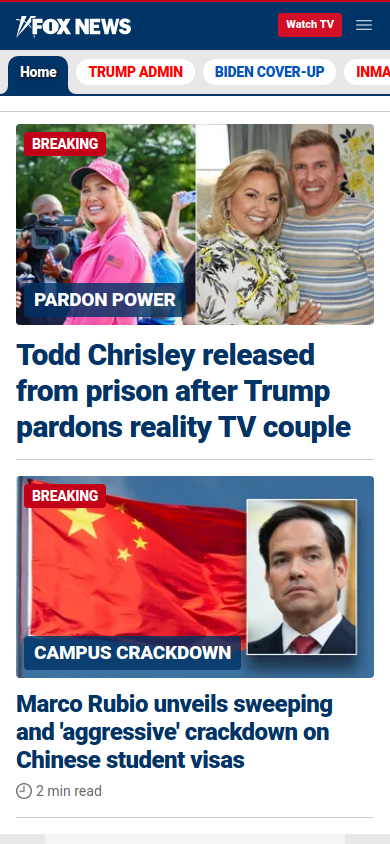 FOX NEWS
Watch TV
Home
TRUMP ADMIN
BIDEN COVER-UP
INMA
BREAKING
PARDON POWER
Todd Chrisley released
from prison after Trump
pardons reality TV couple
BREAKING
CAMPUS CRACKDOWN
Marco Rubio unveils sweeping
and 'aggressive' crackdown on
Chinese student visas
2 min read